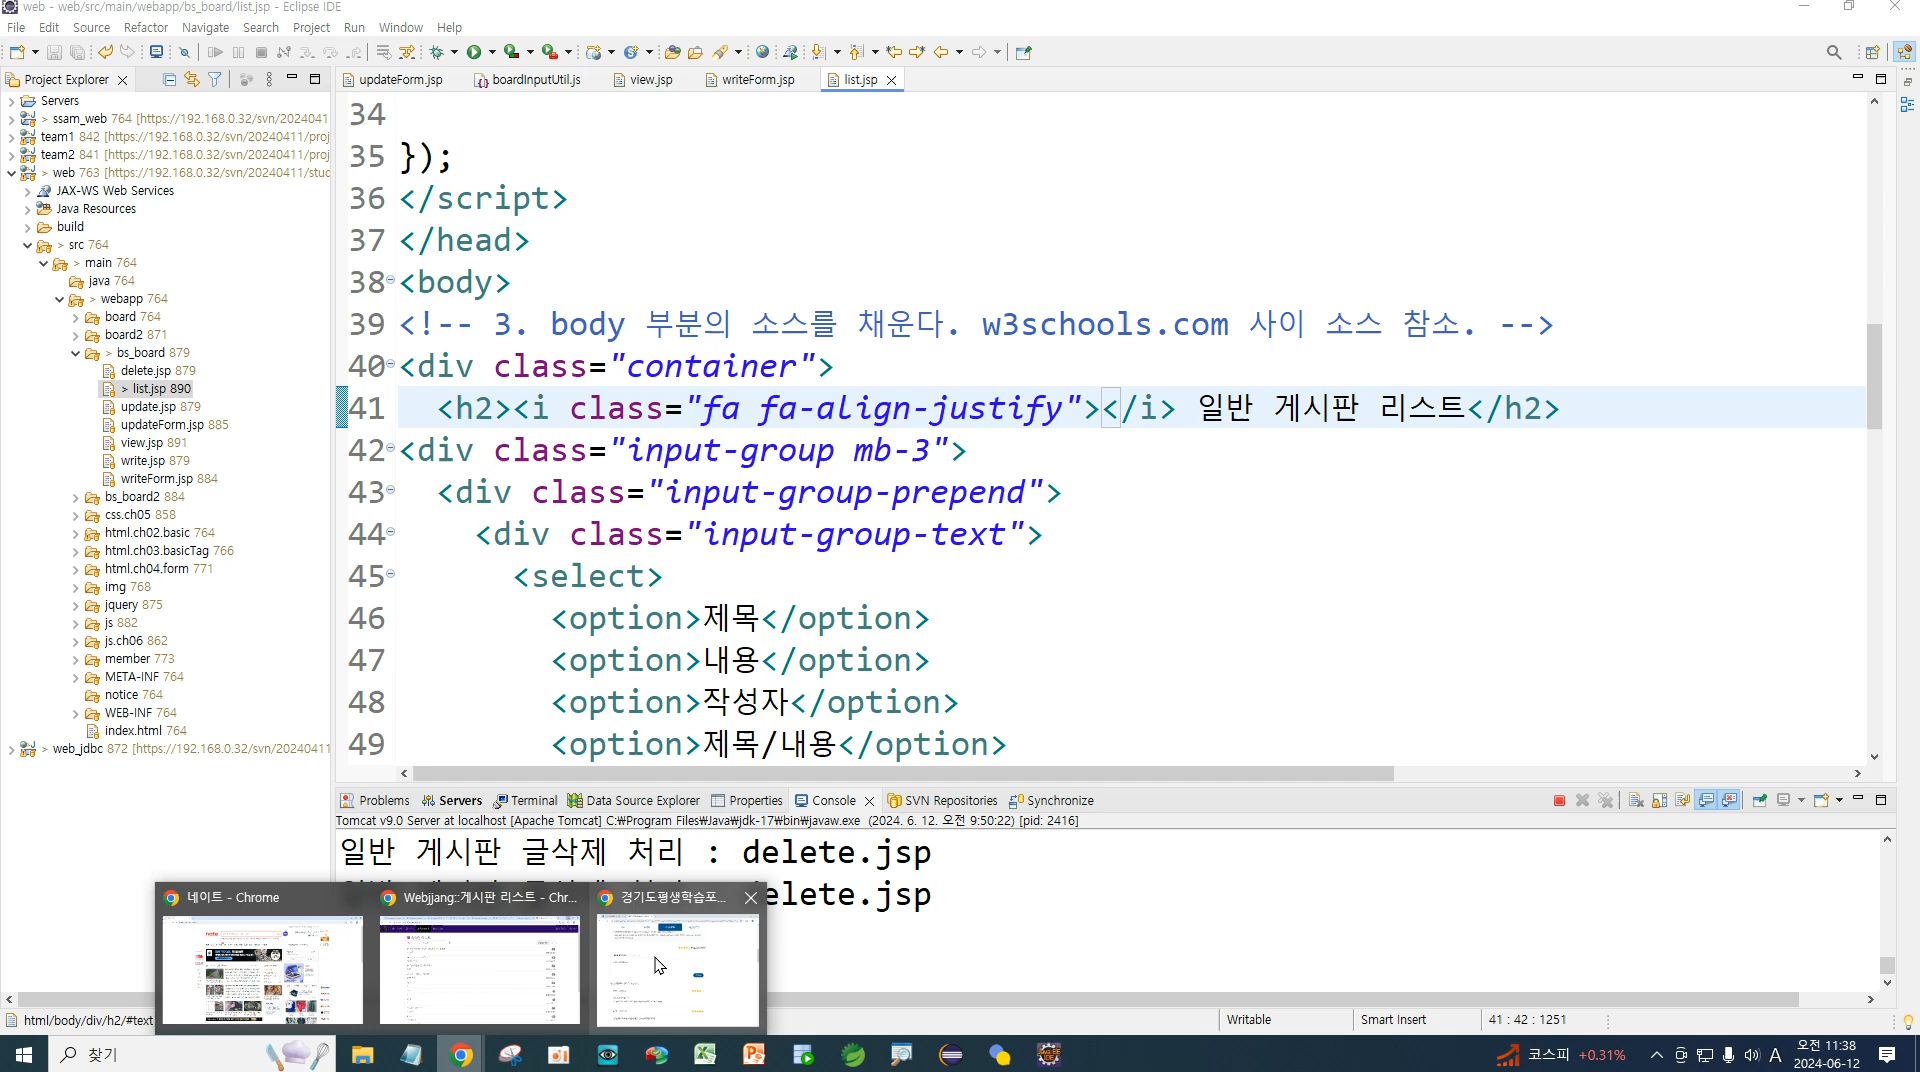 web - web/src/main/webapp/bs_board/list.jsp - Eclipse IDE
File Edit Source Refactor Navigate Search Project Run Window Help
Project Explorer
updateForm.jsp boardInputUtil.js view.jsp writeForm.jsp list.jsp
Servers
> ssam_web 764 [https://192.168.0.32/svn/2024041
team1 842 [https://192.168.0.32/svn/20240411/proj
team2 841 [https://192.168.0.32/svn/20240411/proj
> web 763 [https://192.168.0.32/svn/20240411/stud
JAX-WS Web Services
Java Resources
build
> src 764
> main 764
java 764
> webapp 764
board 764
board2 871
> bs_board 879
delete.jsp 879
> list.jsp 890
update.jsp 879
updateForm.jsp 885
view.jsp 891
write.jsp 879
writeForm.jsp 884
bs_board2 884
css.ch05 858
html.ch02.basic 764
html.ch03.basicTag 766
html.ch04.form 771
img 768
jquery 875
js 882
js.ch06 862
member 773
META-INF 764
notice 764
WEB-INF 764
index.html 764
> web_jdbc 872 [https://192.168.0.32/svn/20240411
34
35 });
36 </script>
37 </head>
38 <body>
39 <!-- 3. body 부분의 소스를 채운다. w3schools.com 사이 소스 참소. -->
40 <div class="container">
41 <h2><i class="fa fa-align-justify"></i> 일반 게시판 리스트</h2>
42 <div class="input-group mb-3">
43 <div class="input-group-prepend">
44 <div class="input-group-text">
45 <select>
46 <option>제목</option>
47 <option>내용</option>
48 <option>작성자</option>
49 <option>제목/내용</option>
Problems Servers Terminal Data Source Explorer Properties Console SVN Repositories Synchronize
Tomcat v9.0 Server at localhost [Apache Tomcat] C:₩Program Files₩Java₩jdk-17₩bin₩javaw.exe (2024. 6. 12. 오전 9:50:22) [pid: 2416]
일반 게시판 글삭제 처리 : delete.jsp
elete.jsp
네이트 - Chrome
Webjjang::게시판 리스트 - Chr...
경기도평생학습포...
html/body/div/h2/#text
Writable
Smart Insert
41 : 42 : 1251
찾기
코스피 +0.31%
A
오전 11:38
2024-06-12